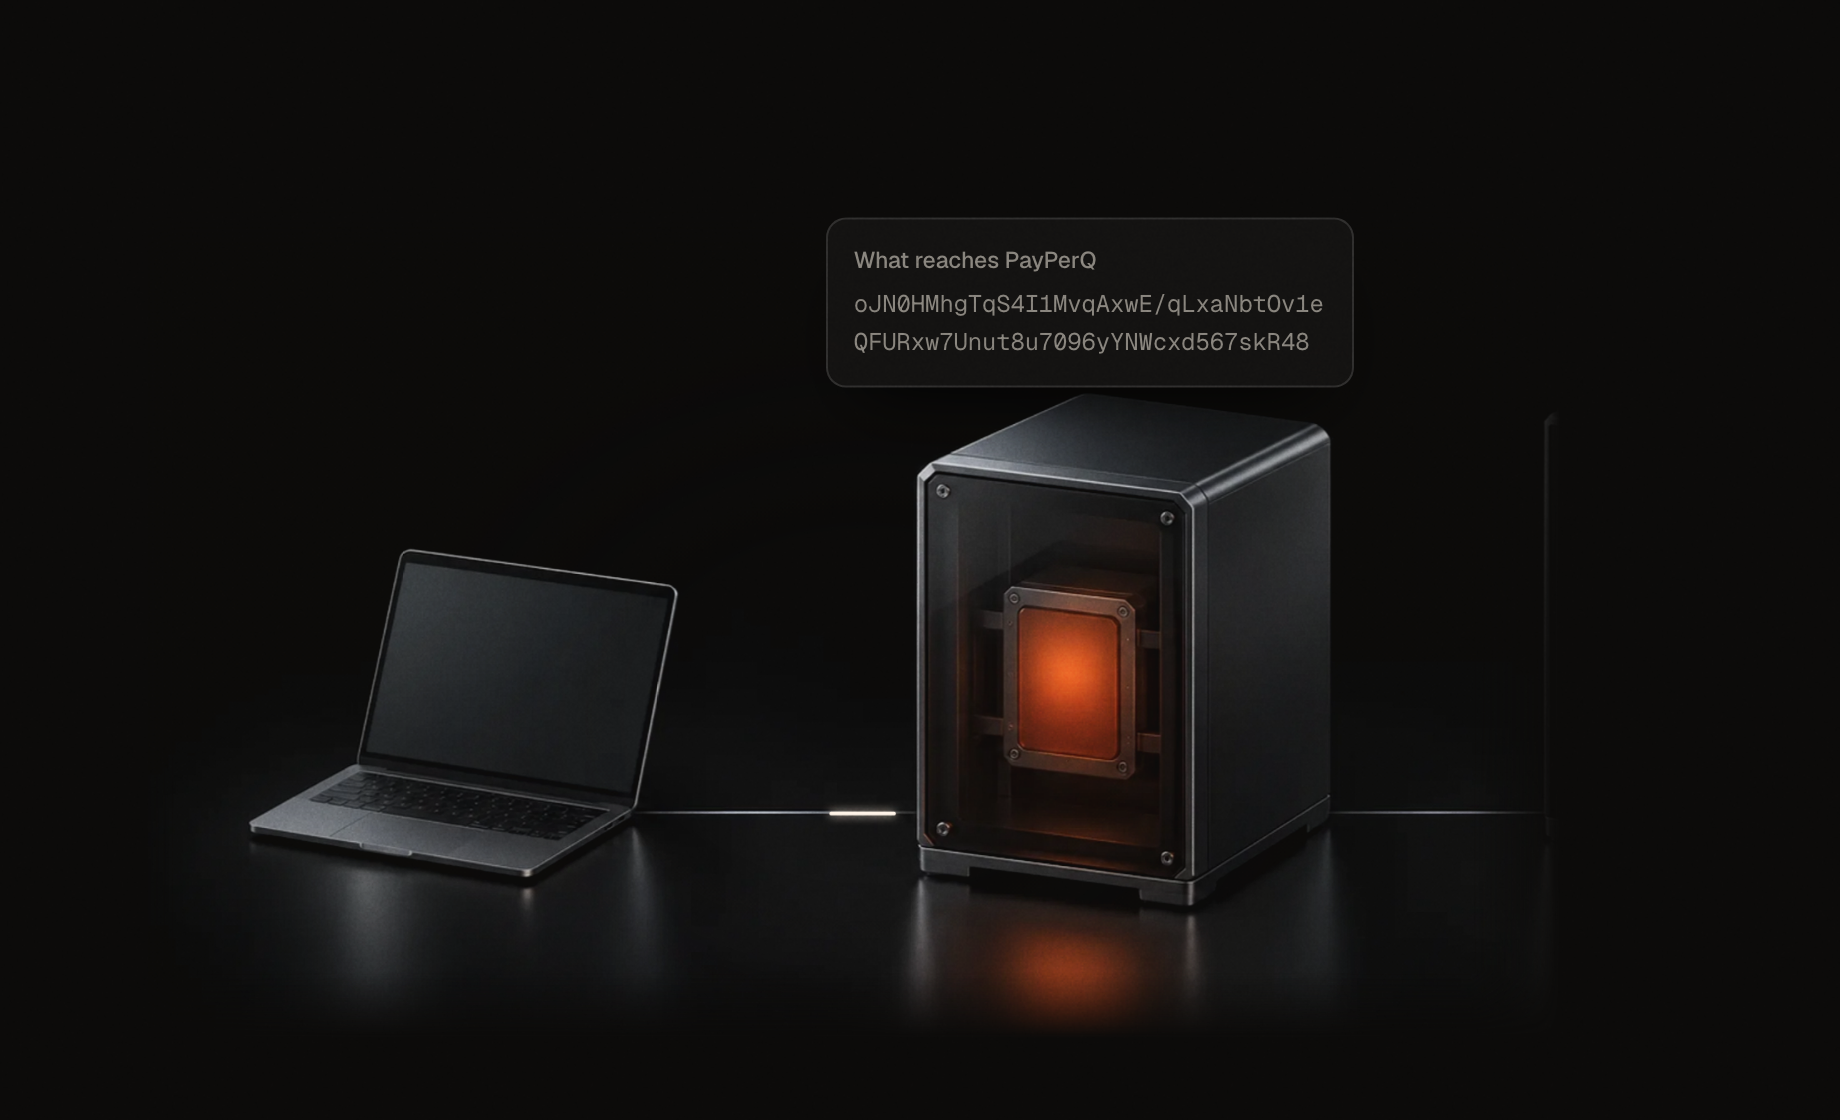 What reaches PayPerQ
oJN0HMhgTqS4I1MvqAxwE/qLxaNbtOv1e
QFURxw7Unut8u7096yYNWcxd567skR48